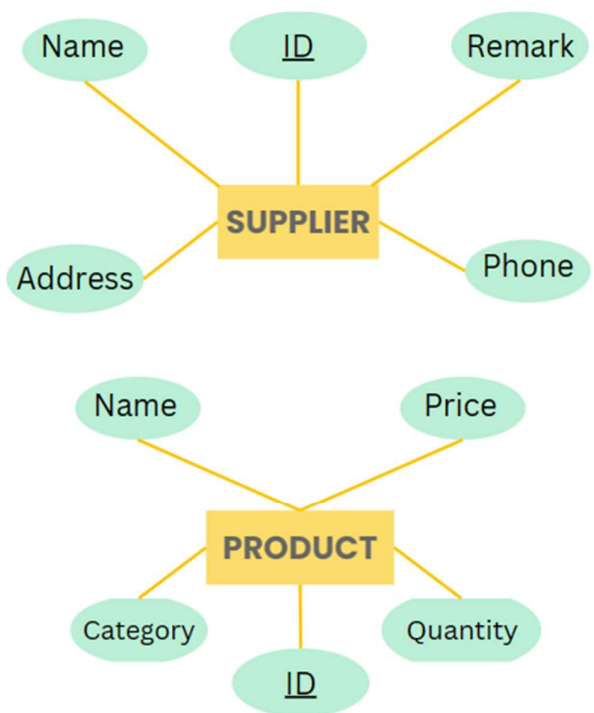 Name
ID
Remark
SUPPLIER
Address
Phone
Name
Price
PRODUCT
Category
Quantity
ID